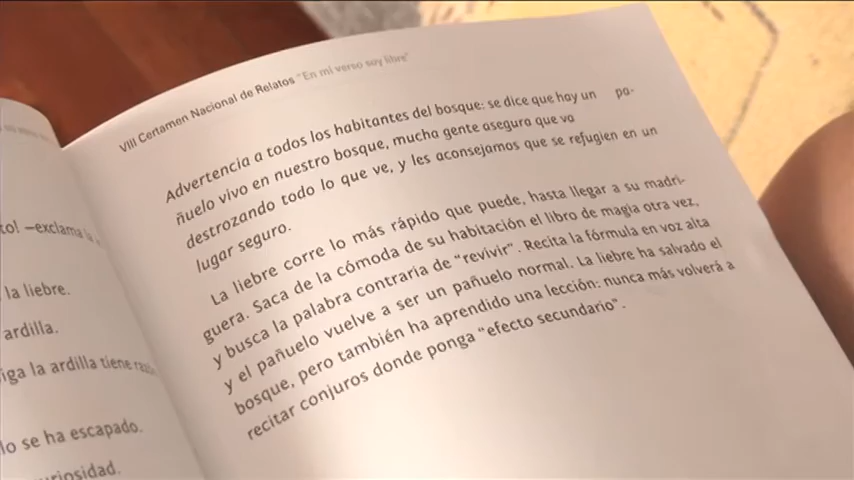 VIII Certamen Nacional de Relatos "En mi verso soy libre"
Advertencia a todos los habitantes del bosque: se dice que hay un pa-
ñuelo vivo en nuestro bosque, mucha gente asegura que va
destrozando todo lo que ve, y les aconsejamos que se refugien en un
lugar seguro.
La liebre corre lo más rápido que puede, hasta llegar a su madri-
guera. Saca de la cómoda de su habitación el libro de magia otra vez,
y busca la palabra contraria de "revivir". Recita la fórmula en voz alta
y el pañuelo vuelve a ser un pañuelo normal. La liebre ha salvado el
bosque, pero también ha aprendido una lección: nunca más volverá a
recitar conjuros donde ponga "efecto secundario".
to! —exclama la
la liebre.
ardilla.
iga la ardilla tiene
lo se ha escapado.